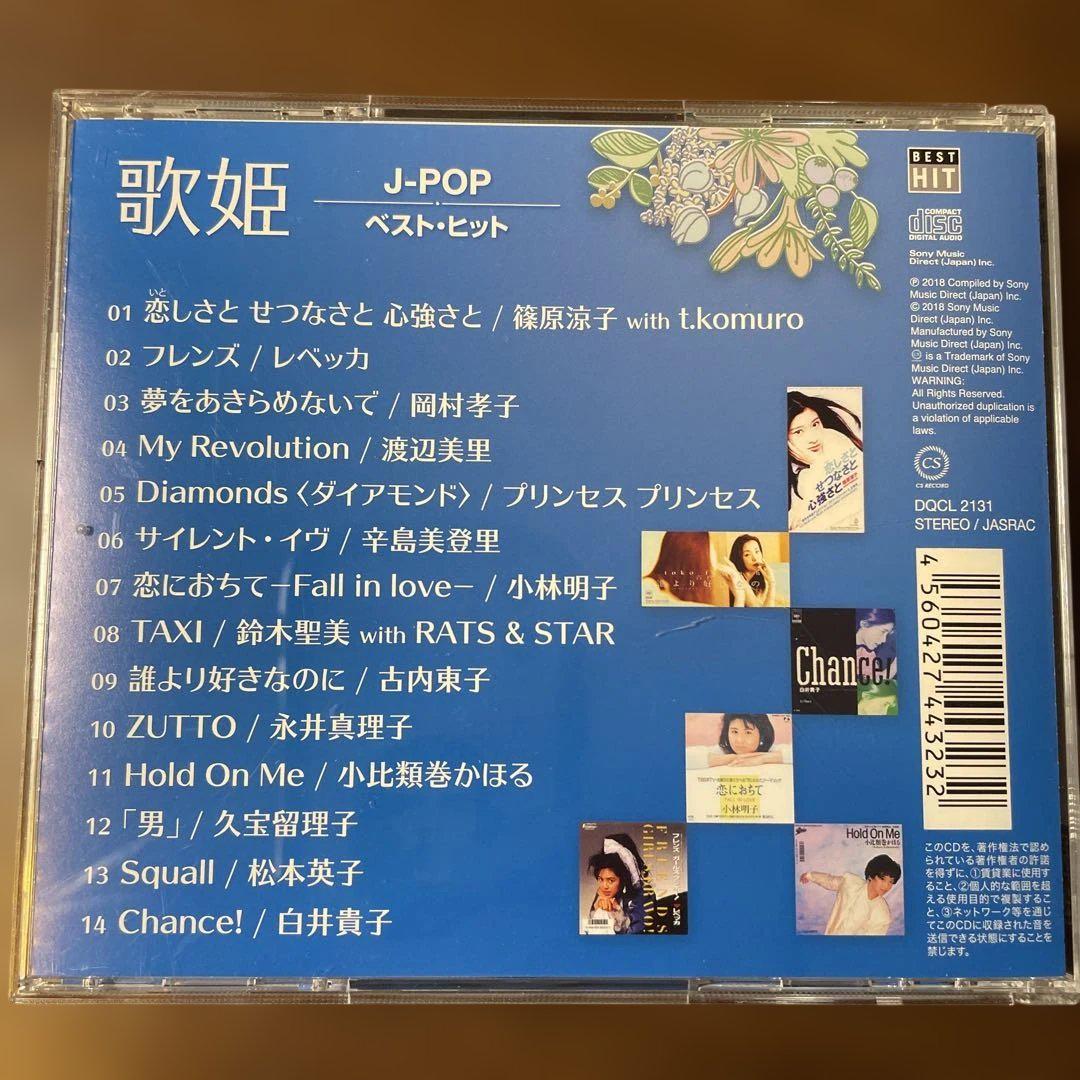 歌姫
J-POP
ベスト・ヒット
BEST
HIT
COMPACT
disc
DIGITAL AUDIO
Sony Music
Direct (Japan) Inc.
℗ 2018 Compiled by Sony
Music Direct (Japan) Inc.
© 2018 Sony Music
Direct (Japan) Inc.
Manufactured by Sony
Music Direct (Japan) Inc.
CS is a Trademark of Sony
Music Direct (Japan) Inc.
WARNING:
All Rights Reserved.
Unauthorized duplication is
a violation of applicable
laws.
CS
CS RECORD
DQCL 2131
STEREO / JASRAC
4 560427 443232
このCDを、著作権法で認め
られている著作権者の許諾
を得ずに、①賃貸業に使用
すること、②個人的な範囲を超
える使用目的で複製するこ
と、③ネットワーク等を通じ
てこのCDに収録された音を
送信できる状態にすることを
禁じます。
いと
01 恋しさと せつなさと 心強さと / 篠原涼子 with t.komuro
02 フレンズ / レベッカ
03 夢をあきらめないで / 岡村孝子
04 My Revolution / 渡辺美里
05 Diamonds〈ダイアモンド〉/ プリンセス プリンセス
06 サイレント・イヴ / 辛島美登里
07 恋におちて−Fall in love− / 小林明子
08 TAXI / 鈴木聖美 with RATS & STAR
09 誰より好きなのに / 古内東子
10 ZUTTO / 永井真理子
11 Hold On Me / 小比類巻かほる
12 「男」/ 久宝留理子
13 Squall / 松本英子
14 Chance! / 白井貴子
恋しさと
せつなさと
心強さと
Chance!
白井貴子
恋におちて
FALL IN LOVE
小林明子
フレンズ
レベッカ
FRIENDS
Hold On Me
小比類巻かほる